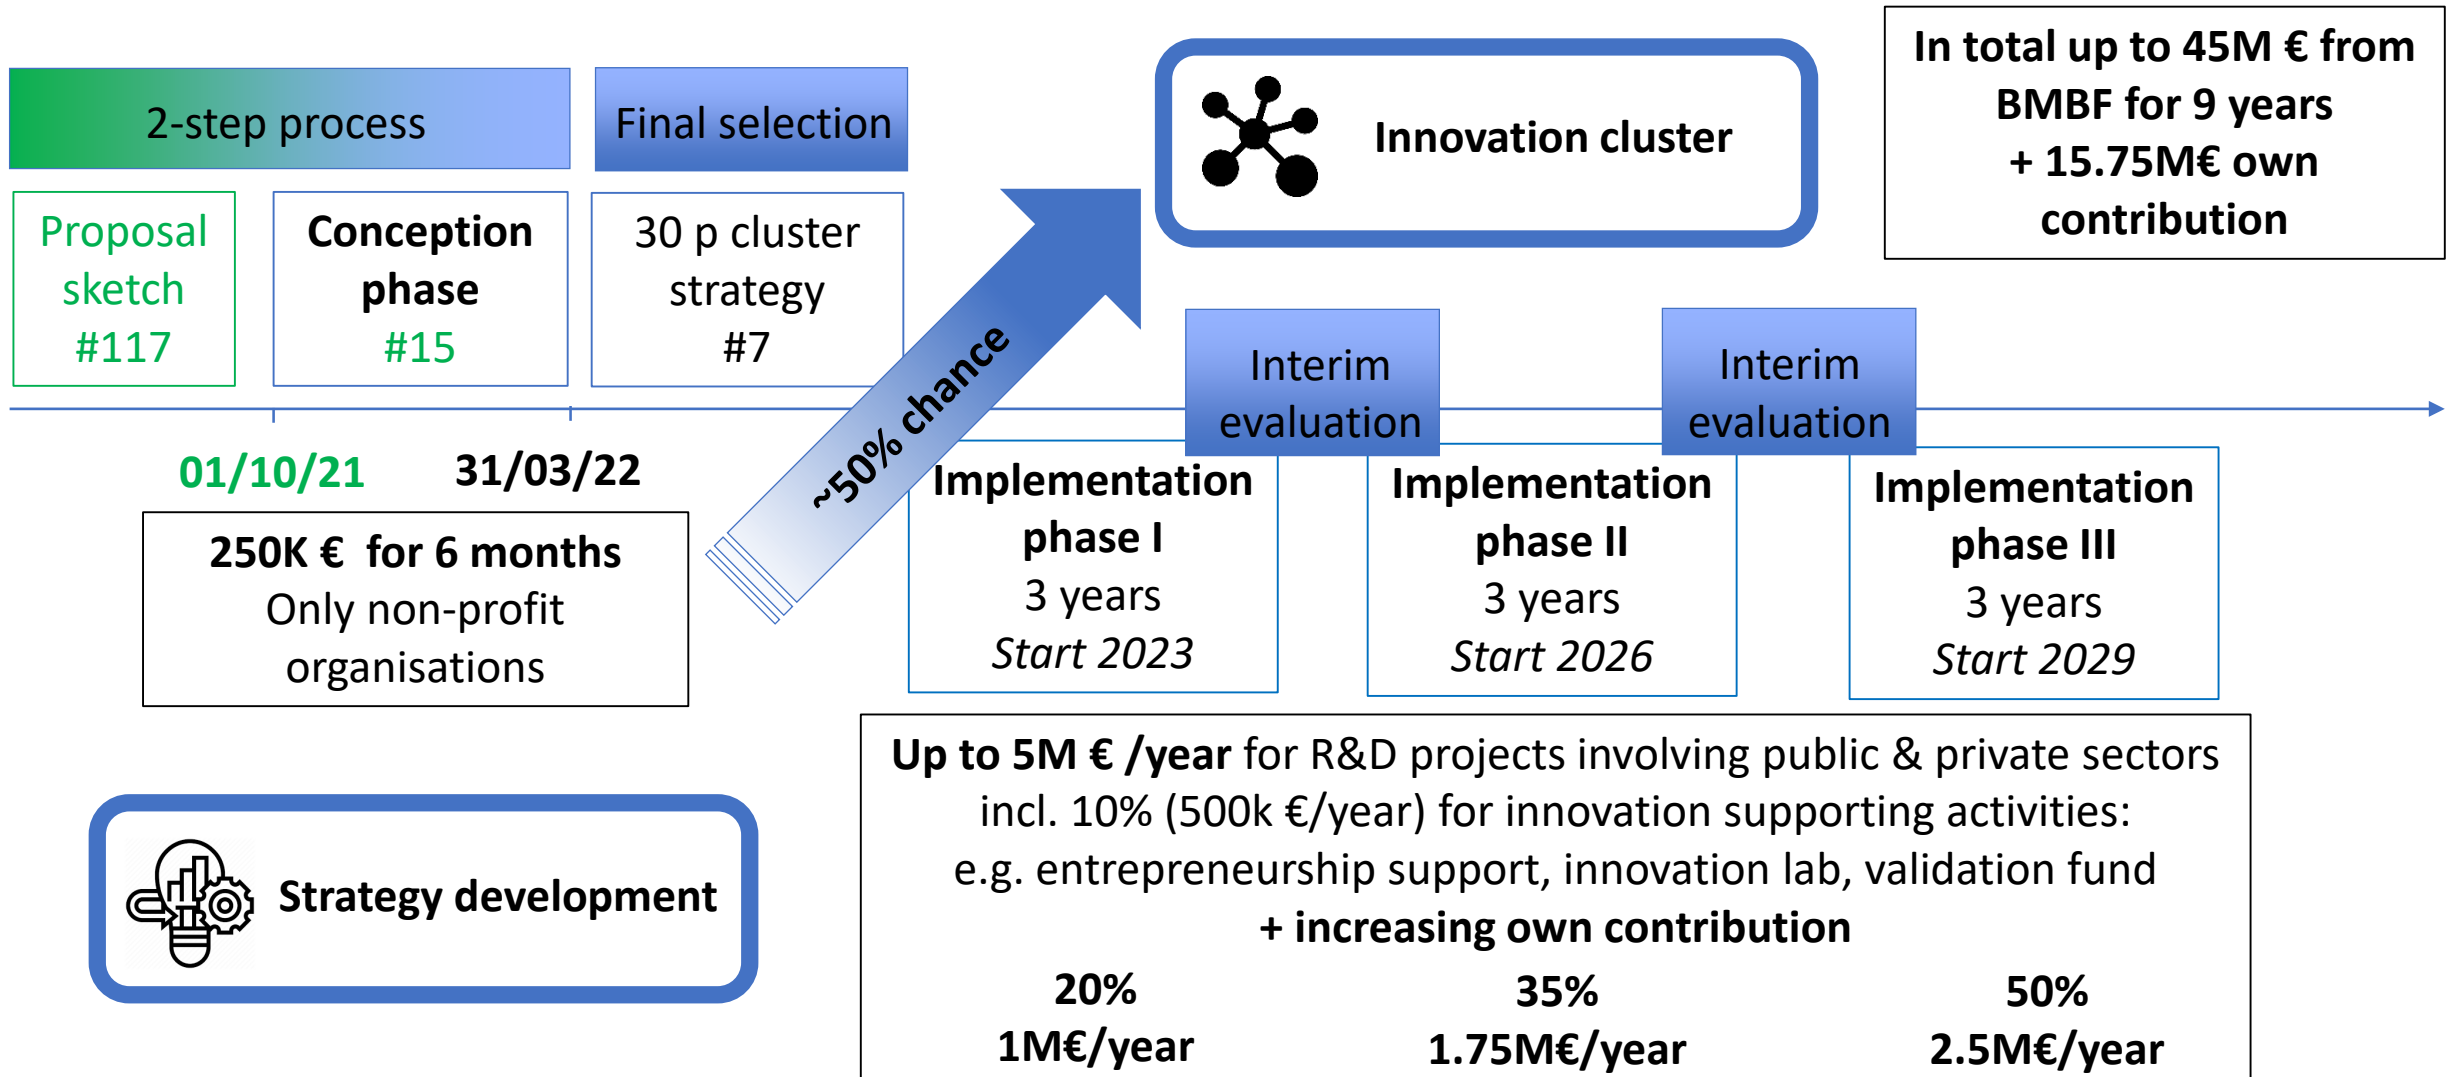 2-step process
Final selection
Proposal
sketch
#117
Conception
phase
#15
30 p cluster
strategy
#7
~50% chance
Innovation cluster
In total up to 45M € from
BMBF for 9 years
+ 15.75M€ own
contribution
Interim
evaluation
Interim
evaluation
01/10/21
31/03/22
250K €  for 6 months
Only non-profit
organisations
Implementation
phase I
3 years
Start 2023
Implementation
phase II
3 years
Start 2026
Implementation
phase III
3 years
Start 2029
Strategy development
Up to 5M € /year for R&D projects involving public & private sectors
incl. 10% (500k €/year) for innovation supporting activities:
e.g. entrepreneurship support, innovation lab, validation fund
+ increasing own contribution
20%
1M€/year
35%
1.75M€/year
50%
2.5M€/year